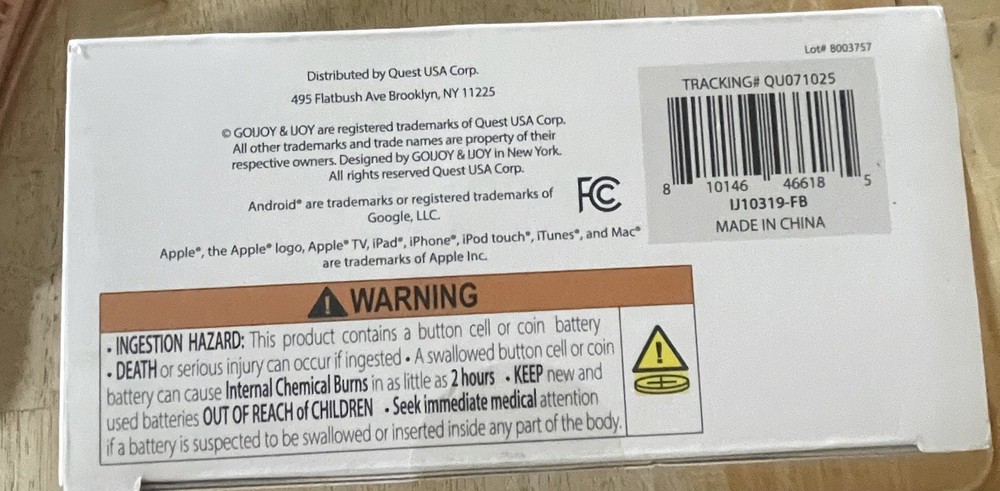 Lot# 8003757
Distributed by Quest USA Corp.
495 Flatbush Ave Brooklyn, NY 11225
© GOIJOY & IJOY are registered trademarks of Quest USA Corp.
All other trademarks and trade names are property of their
respective owners. Designed by GOIJOY & IJOY in New York.
All rights reserved Quest USA Corp.
Android® are trademarks or registered trademarks of
Google, LLC.
FC
Apple®, the Apple® logo, Apple® TV, iPad®, iPhone®, iPod touch®, iTunes®, and Mac®
are trademarks of Apple Inc.
TRACKING# QU071025
8 10146 46618 5
IJ10319-FB
MADE IN CHINA
WARNING
• INGESTION HAZARD: This product contains a button cell or coin battery
• DEATH or serious injury can occur if ingested • A swallowed button cell or coin
battery can cause Internal Chemical Burns in as little as 2 hours • KEEP new and
used batteries OUT OF REACH of CHILDREN • Seek immediate medical attention
if a battery is suspected to be swallowed or inserted inside any part of the body.